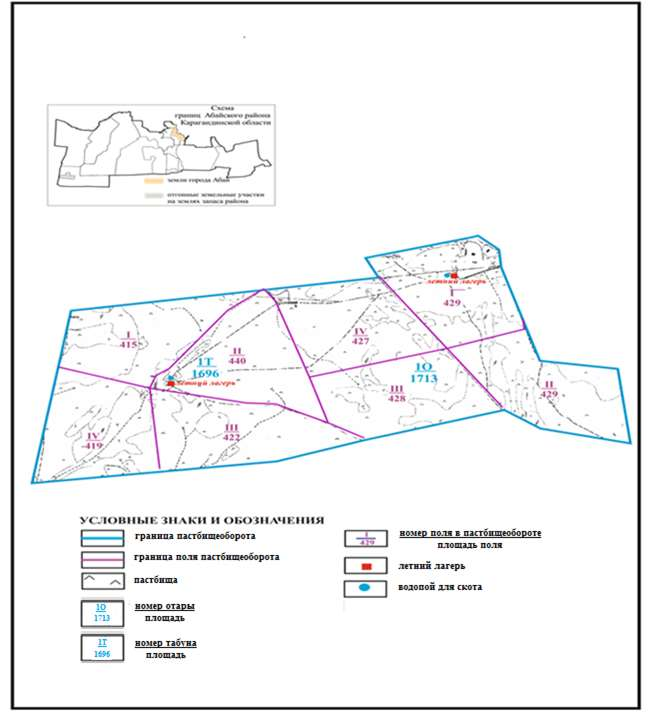 Схема
границ Абайского района
Карагандинской области
земли города Абай
отгонные земельные участки
на землях запаса района
летний лагерь
I
429
I
415
II
440
IV
427
1Т
1696
1О
1713
летний лагерь
III
428
II
429
IV
419
III
422
УСЛОВНЫЕ ЗНАКИ И ОБОЗНАЧЕНИЯ
граница пастбищеоборота
граница поля пастбищеоборота
пастбища
1О
1713
номер отары
площадь
1Т
1696
номер табуна
площадь
I
429
номер поля в пастбищеобороте
площадь поля
летний лагерь
водопой для скота